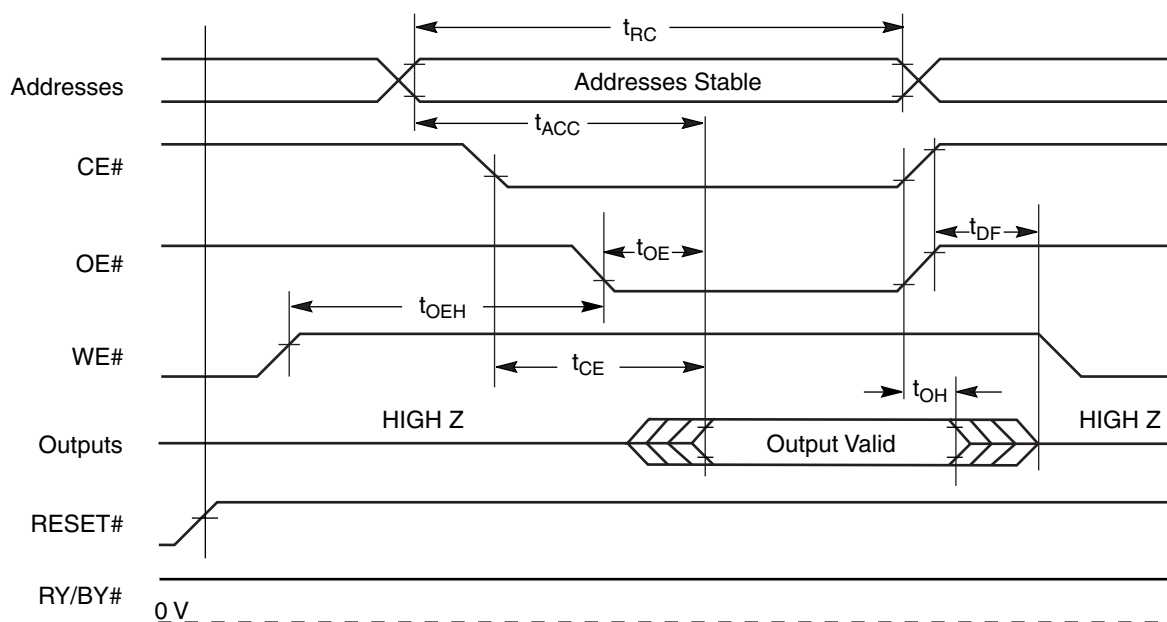 tRC
Addresses
Addresses Stable
tACC
CE#
tDF
tOE
OE#
tOEH
WE#
tCE
tOH
HIGH Z
HIGH Z
Outputs
Output Valid
RESET#
RY/BY#
0 V